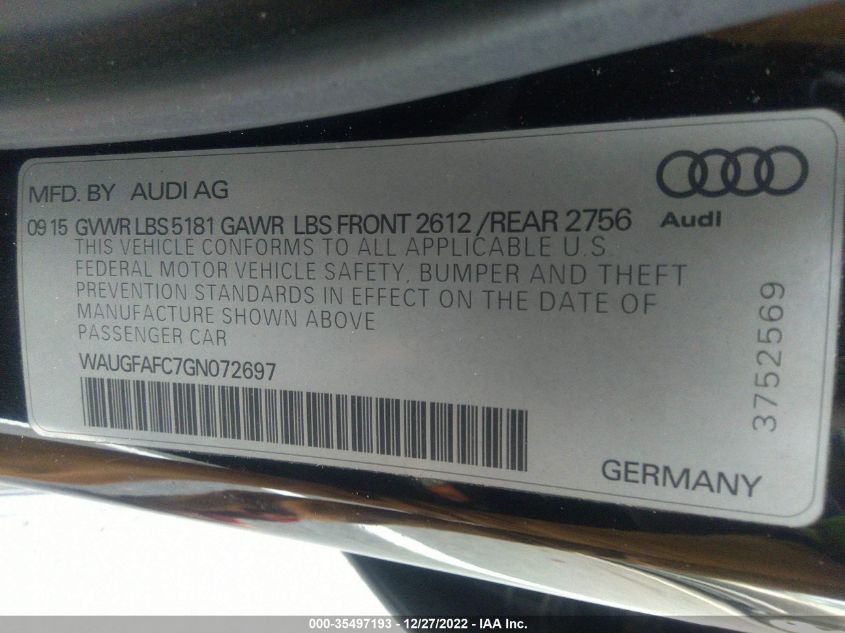 MFD. BY AUDI AG
09 15 GVWR LBS 5181 GAWR LBS FRONT 2612 / REAR 2756
Audi
THIS VEHICLE CONFORMS TO ALL APPLICABLE U.S.
FEDERAL MOTOR VEHICLE SAFETY, BUMPER AND THEFT
PREVENTION STANDARDS IN EFFECT ON THE DATE OF
MANUFACTURE SHOWN ABOVE
PASSENGER CAR
WAUGFAFC7GN072697
3752569
GERMANY
000-35497193 - 12/27/2022 - IAA Inc.